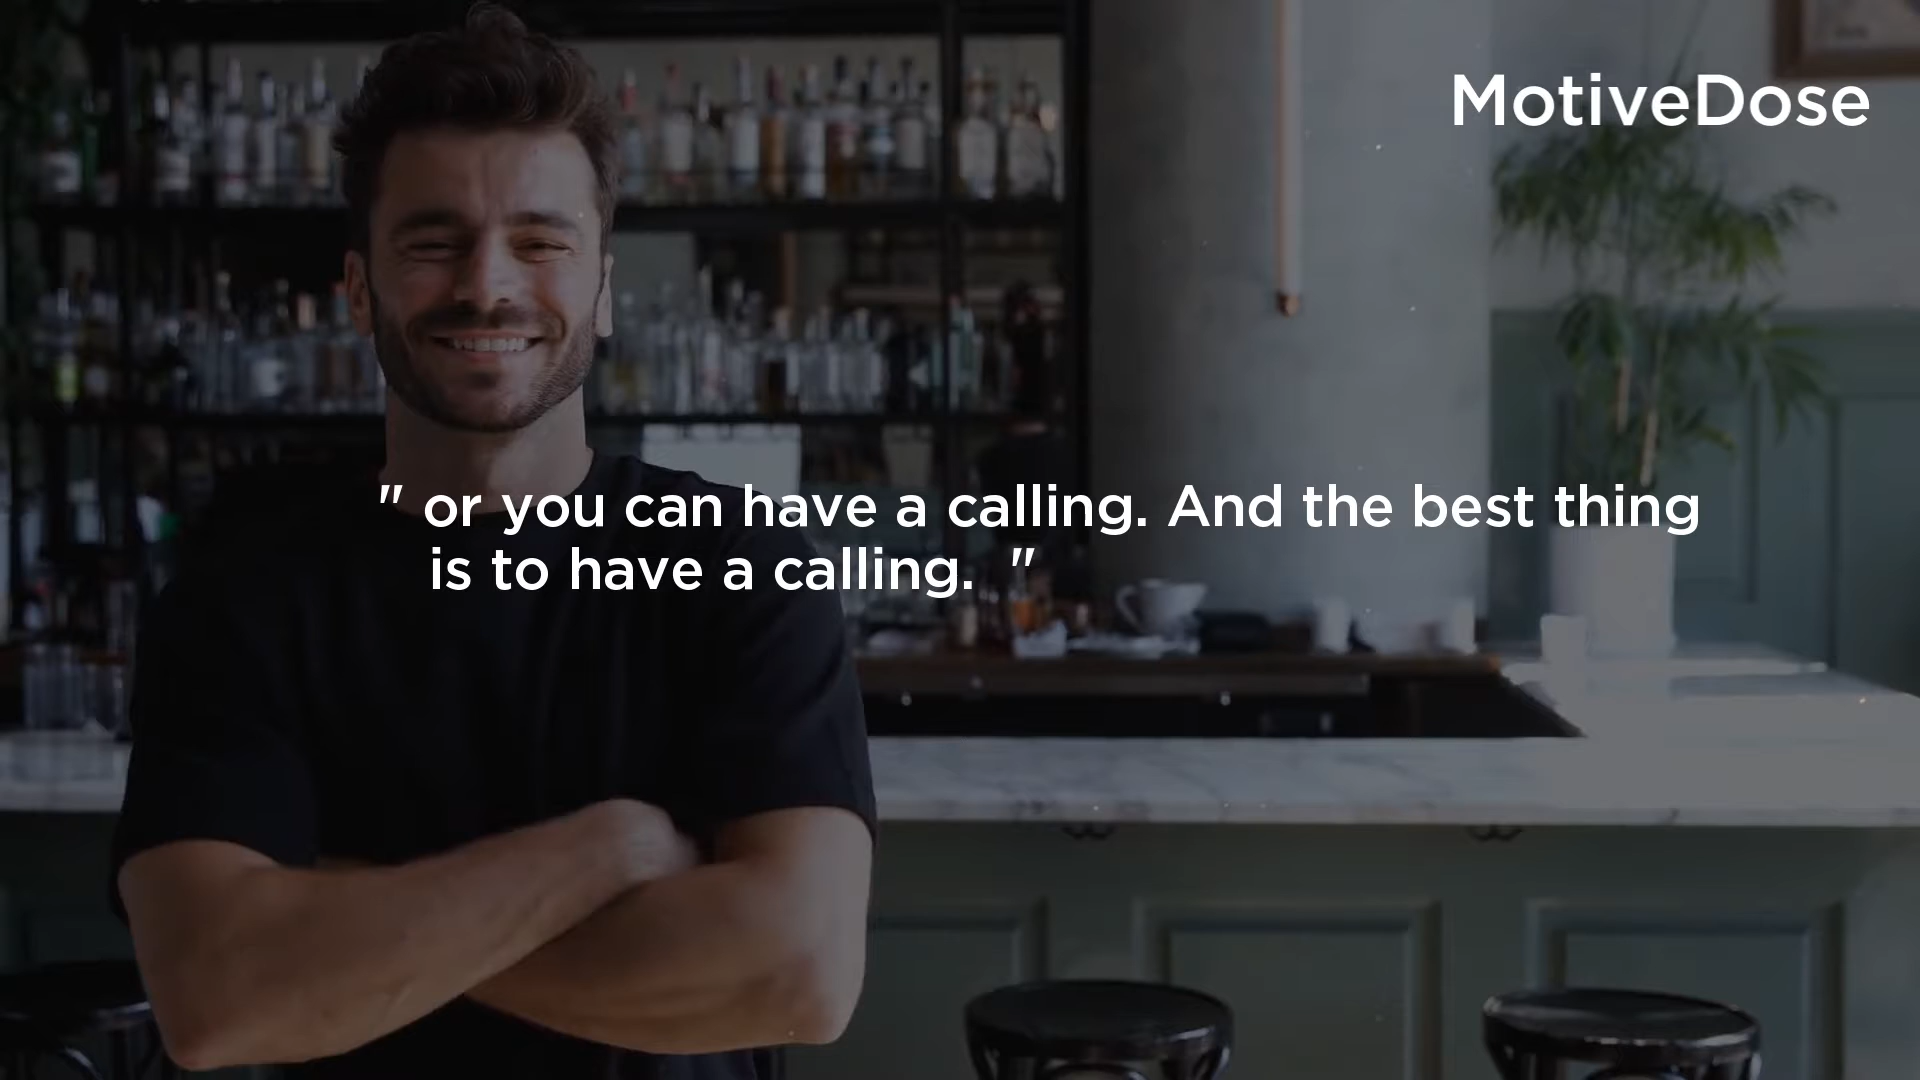 MotiveDose
" or you can have a calling. And the best thing
is to have a calling. "